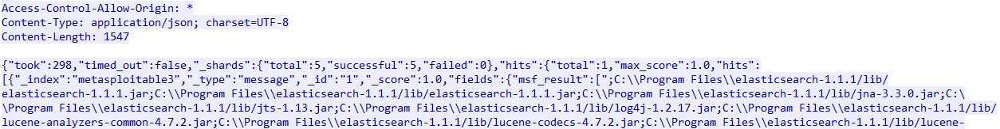 Access-Control-Allow-Origin: *
Content-Type: application/json; charset=UTF-8
Content-Length: 1547

{"took":298,"timed_out":false,"_shards":{"total":5,"successful":5,"failed":0},"hits":{"total":1,"max_score":1.0,"hits":
[{"_index":"metasploitable3","_type":"message","_id":"1","_score":1.0,"fields":{"msf_result":[";C:\\Program Files\\elasticsearch-1.1.1/lib/
elasticsearch-1.1.1.jar;C:\\Program Files\\elasticsearch-1.1.1/lib/elasticsearch-1.1.1.jar;C:\\Program Files\\elasticsearch-1.1.1/lib/jna-3.3.0.jar;C:\
\Program Files\\elasticsearch-1.1.1/lib/jts-1.13.jar;C:\\Program Files\\elasticsearch-1.1.1/lib/log4j-1.2.17.jar;C:\\Program Files\\elasticsearch-1.1.1/lib/
lucene-analyzers-common-4.7.2.jar;C:\\Program Files\\elasticsearch-1.1.1/lib/lucene-codecs-4.7.2.jar;C:\\Program Files\\elasticsearch-1.1.1/lib/lucene-